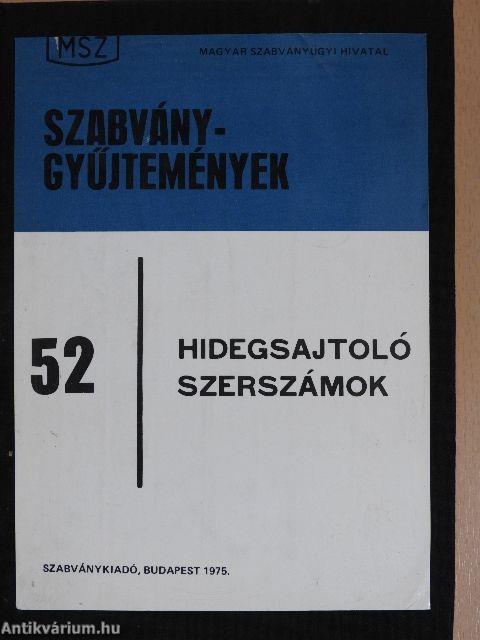 MSZ
MAGYAR SZABVÁNYÜGYI HIVATAL
SZABVÁNY-
GYŰJTEMÉNYEK
52
HIDEGSAJTOLÓ
SZERSZÁMOK
SZABVÁNYKIADÓ, BUDAPEST 1975.
Antikvárium.hu